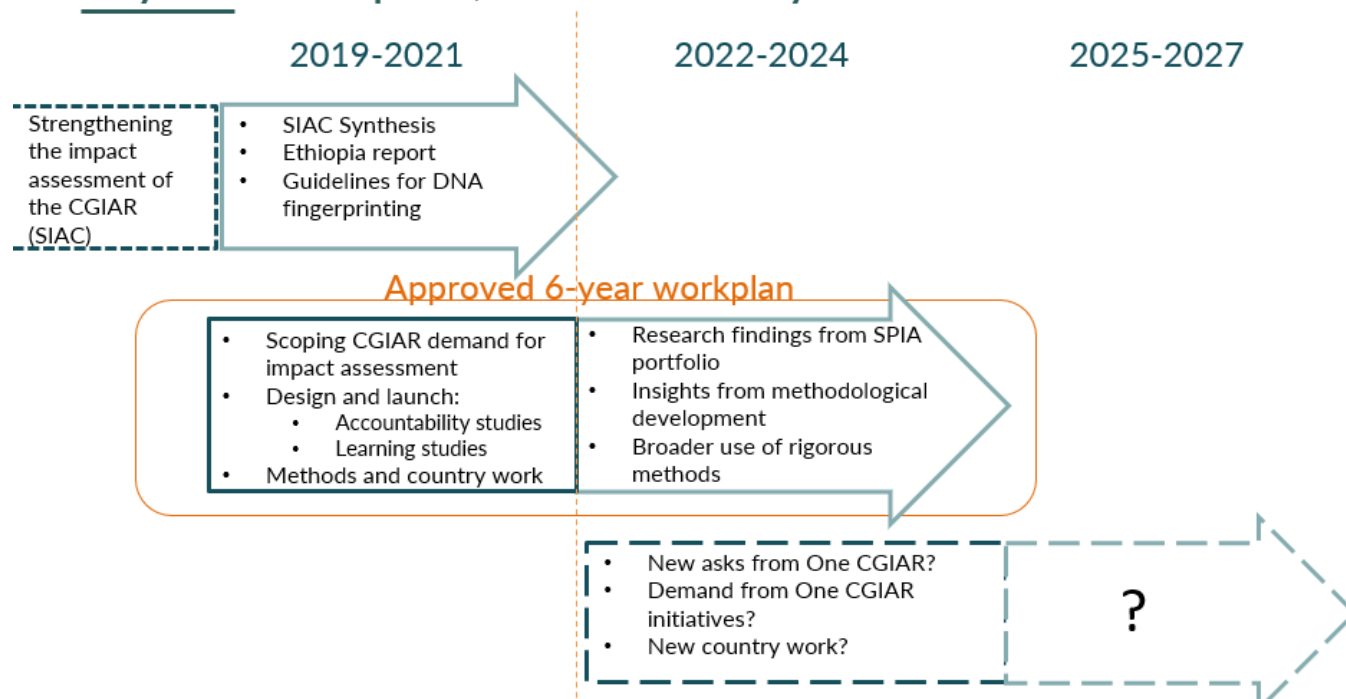 2019-2021
2022-2024
2025-2027
Strengthening
the impact
assessment of
the CGIAR
(SIAC)
• SIAC Synthesis
• Ethiopia report
• Guidelines for DNA
fingerprinting
Approved 6-year workplan
• Scoping CGIAR demand for
impact assessment
• Design and launch:
• Accountability studies
• Learning studies
• Methods and country work
• Research findings from SPIA
portfolio
• Insights from methodological
development
• Broader use of rigorous
methods
• New asks from One CGIAR?
• Demand from One CGIAR
initiatives?
• New country work?
?